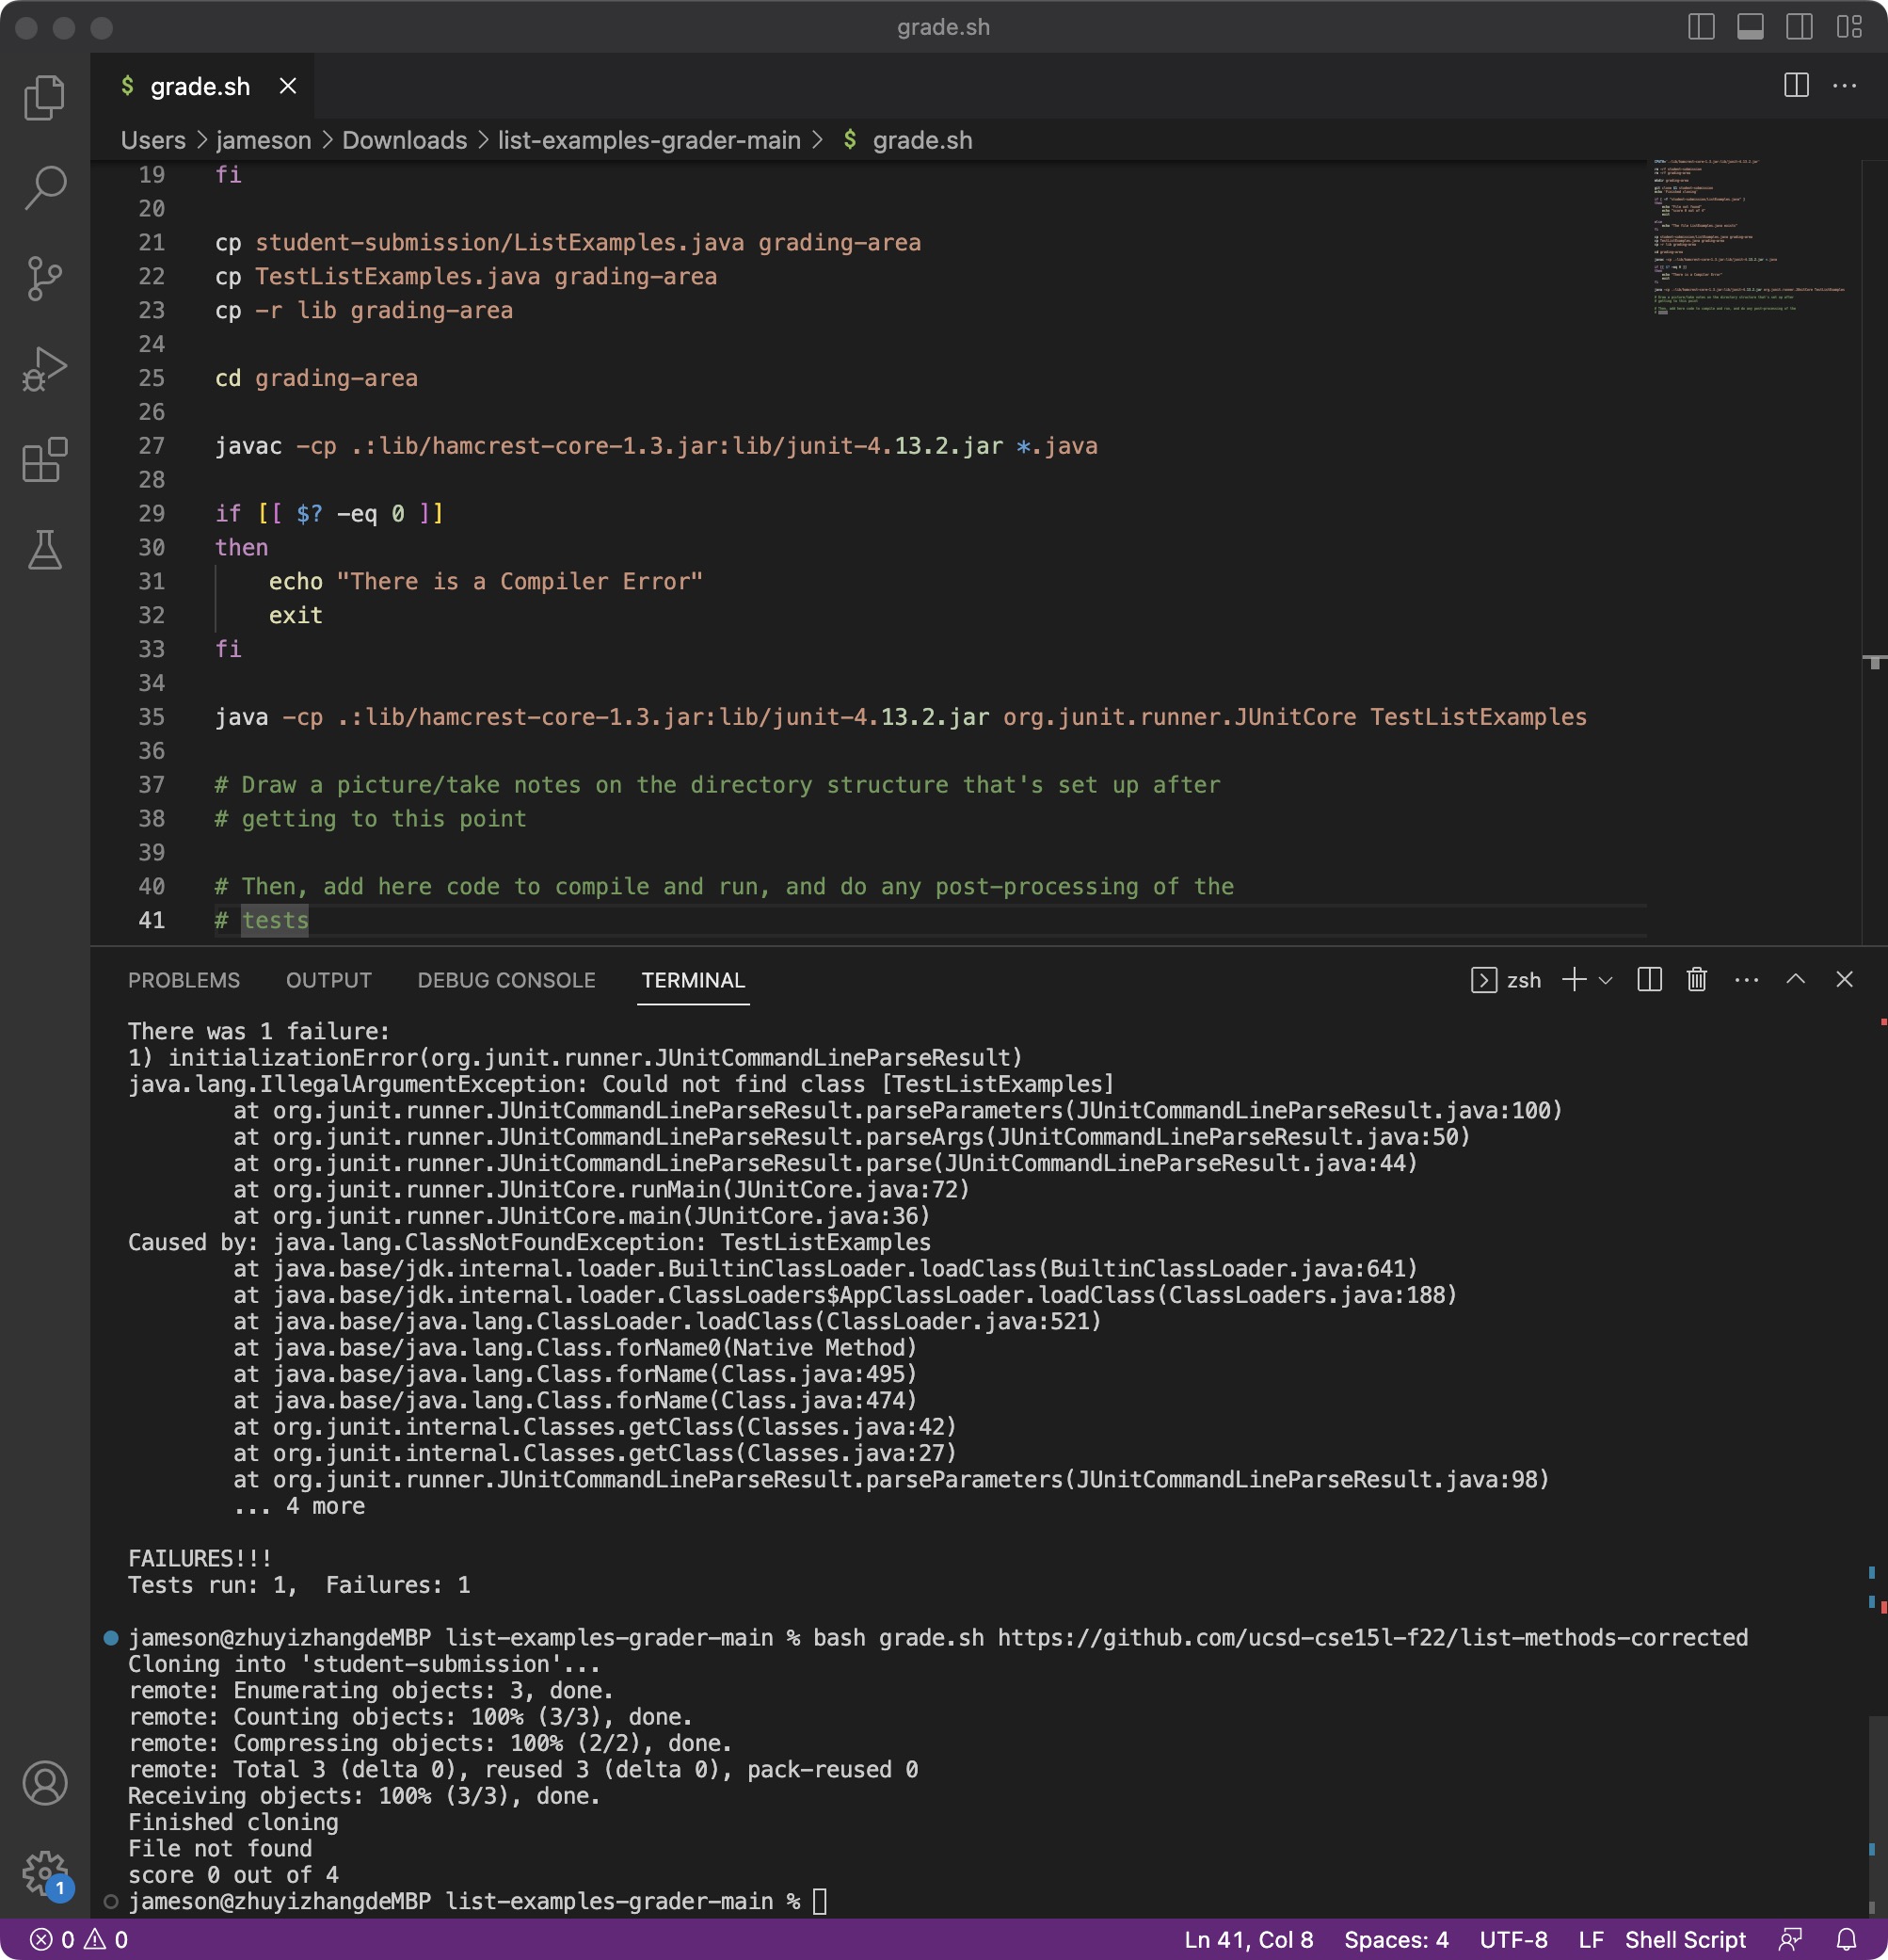 grade.sh
$ grade.sh
Users > jameson > Downloads > list-examples-grader-main > $ grade.sh
19 fi
20
21 cp student-submission/ListExamples.java grading-area
22 cp TestListExamples.java grading-area
23 cp -r lib grading-area
24
25 cd grading-area
26
27 javac -cp .:lib/hamcrest-core-1.3.jar:lib/junit-4.13.2.jar *.java
28
29 if [[ $? -eq 0 ]]
30 then
31     echo "There is a Compiler Error"
32     exit
33 fi
34
35 java -cp .:lib/hamcrest-core-1.3.jar:lib/junit-4.13.2.jar org.junit.runner.JUnitCore TestListExamples
36
37 # Draw a picture/take notes on the directory structure that's set up after
38 # getting to this point
39
40 # Then, add here code to compile and run, and do any post-processing of the
41 # tests
PROBLEMS OUTPUT DEBUG CONSOLE TERMINAL zsh
There was 1 failure:
1) initializationError(org.junit.runner.JUnitCommandLineParseResult)
java.lang.IllegalArgumentException: Could not find class [TestListExamples]
        at org.junit.runner.JUnitCommandLineParseResult.parseParameters(JUnitCommandLineParseResult.java:100)
        at org.junit.runner.JUnitCommandLineParseResult.parseArgs(JUnitCommandLineParseResult.java:50)
        at org.junit.runner.JUnitCommandLineParseResult.parse(JUnitCommandLineParseResult.java:44)
        at org.junit.runner.JUnitCore.runMain(JUnitCore.java:72)
        at org.junit.runner.JUnitCore.main(JUnitCore.java:36)
Caused by: java.lang.ClassNotFoundException: TestListExamples
        at java.base/jdk.internal.loader.BuiltinClassLoader.loadClass(BuiltinClassLoader.java:641)
        at java.base/jdk.internal.loader.ClassLoaders$AppClassLoader.loadClass(ClassLoaders.java:188)
        at java.base/java.lang.ClassLoader.loadClass(ClassLoader.java:521)
        at java.base/java.lang.Class.forName0(Native Method)
        at java.base/java.lang.Class.forName(Class.java:495)
        at java.base/java.lang.Class.forName(Class.java:474)
        at org.junit.internal.Classes.getClass(Classes.java:42)
        at org.junit.internal.Classes.getClass(Classes.java:27)
        at org.junit.runner.JUnitCommandLineParseResult.parseParameters(JUnitCommandLineParseResult.java:98)
        ... 4 more
FAILURES!!!
Tests run: 1,  Failures: 1
jameson@zhuyizhangdeMBP list-examples-grader-main % bash grade.sh https://github.com/ucsd-cse15l-f22/list-methods-corrected
Cloning into 'student-submission'...
remote: Enumerating objects: 3, done.
remote: Counting objects: 100% (3/3), done.
remote: Compressing objects: 100% (2/2), done.
remote: Total 3 (delta 0), reused 3 (delta 0), pack-reused 0
Receiving objects: 100% (3/3), done.
Finished cloning
File not found
score 0 out of 4
jameson@zhuyizhangdeMBP list-examples-grader-main %
1
0 0 Ln 41, Col 8 Spaces: 4 UTF-8 LF Shell Script